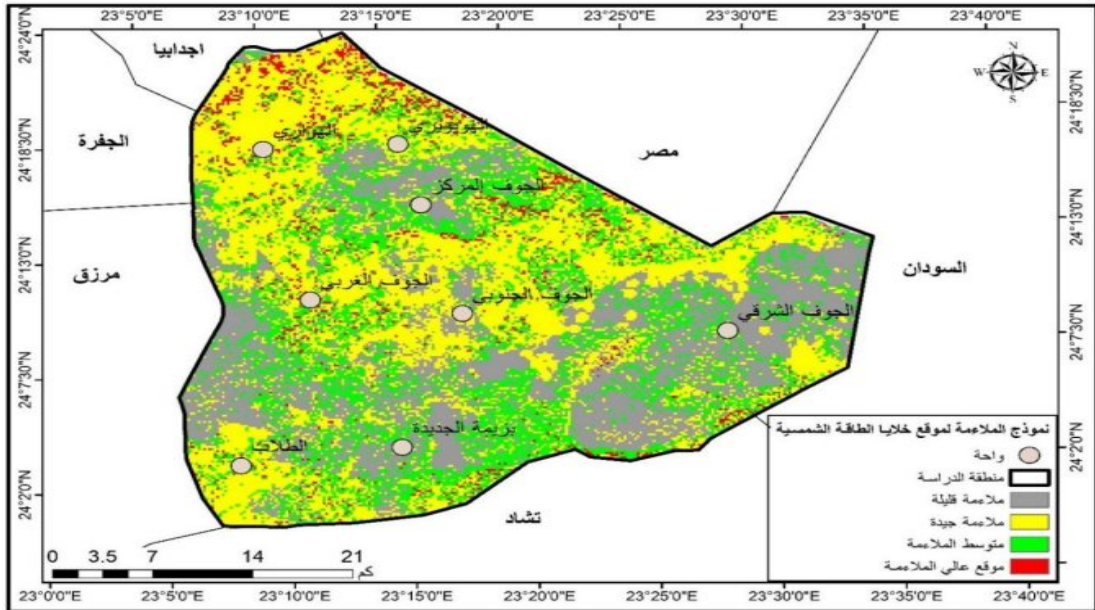 23°5'0"E 23°10'0"E 23°15'0"E 23°20'0"E 23°25'0"E 23°30'0"E 23°35'0"E 23°40'0"E
24°24'0"N
24°18'30"N
24°13'0"N
24°7'30"N
24°2'0"N
24°18'30"N
24°13'0"N
24°7'30"N
24°2'0"N
N
W E
S
اجدابيا
الجفرة
مرزق
مصر
السودان
تشاد
الهواري
الهويويري
الجوف المركز
الجوف الغربي
الجوف الجنوبي
الجوف الشرقي
بزيمة الجديدة
الطلاب
نموذج الملاءمة لموقع خلايا الطاقة الشمسية
واحة
منطقة الدراسة
ملاءمة قليلة
ملاءمة جيدة
متوسط الملاءمة
موقع عالي الملاءمة
0 3.5 7 14 21
كم
23°0'0"E 23°5'0"E 23°10'0"E 23°15'0"E 23°20'0"E 23°25'0"E 23°30'0"E 23°35'0"E 23°40'0"E